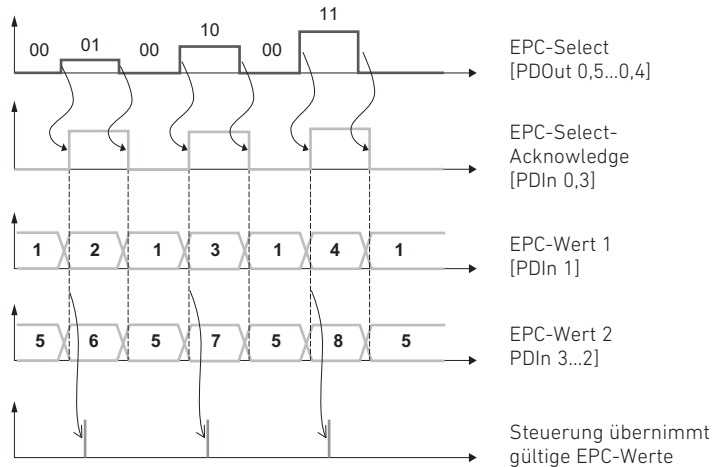 00 01 00 10 00 11
EPC-Select
[PDOut 0,5...0,4]
EPC-Select-
Acknowledge
[PDIn 0,3]
1 2 1 3 1 4 1
EPC-Wert 1
[PDIn 1]
5 6 5 7 5 8 5
EPC-Wert 2
PDIn 3...2]
Steuerung übernimmt
gültige EPC-Werte